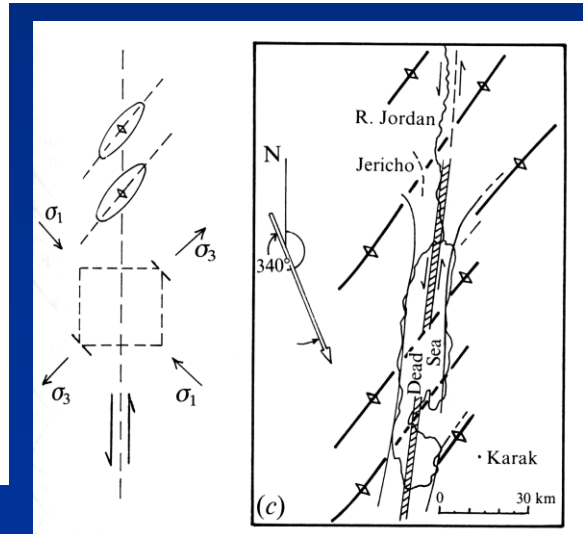 σ1
σ3
σ3
σ1
R. Jordan
Jericho
N
340°
Dead
Sea
Karak
(c)
0
30 km